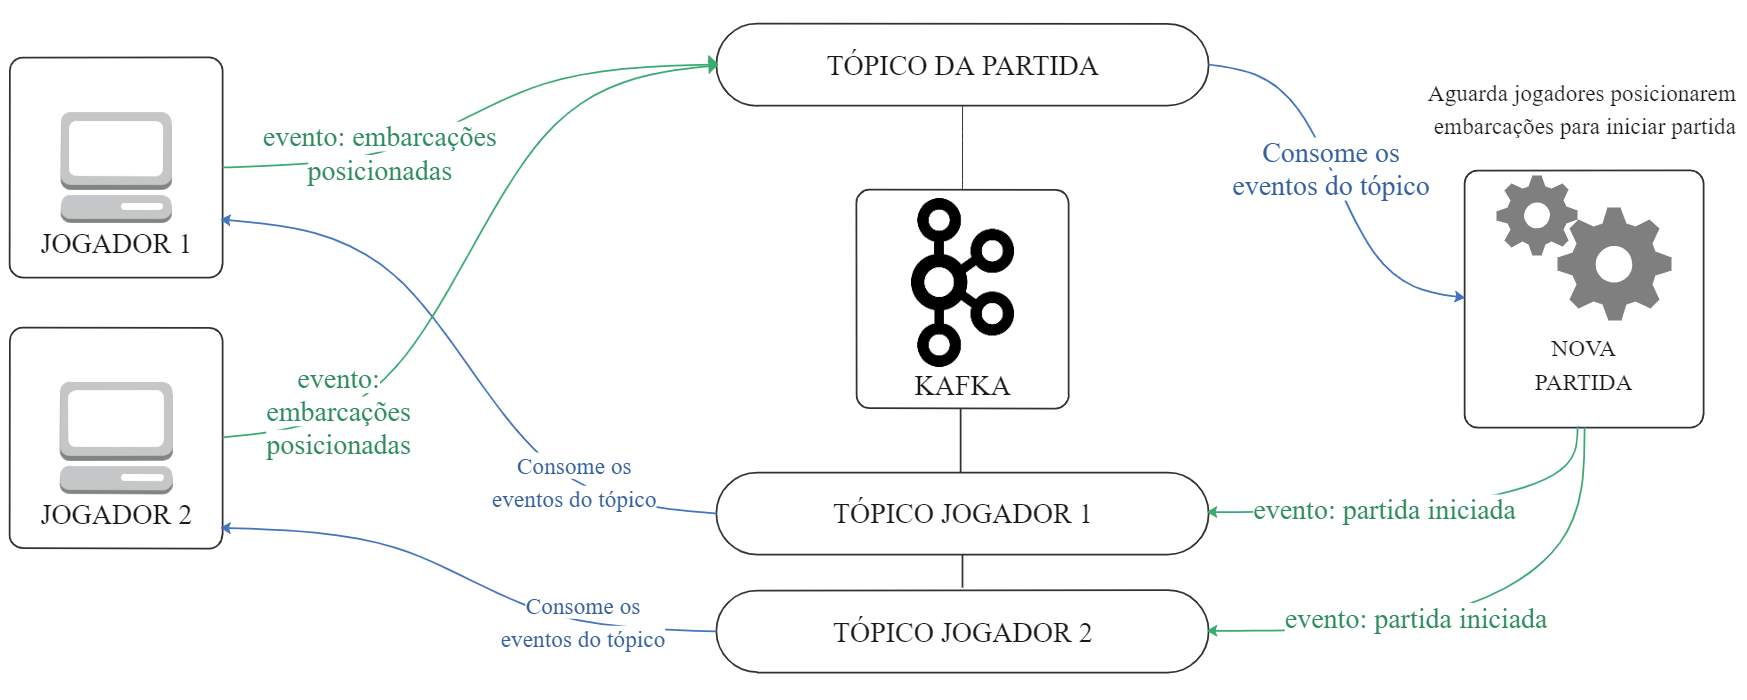 TÓPICO DA PARTIDA
Aguarda jogadores posicionarem
embarcações para iniciar partida
evento: embarcações
posicionadas
JOGADOR 1
Consome os
eventos do tópico
KAFKA
NOVA
PARTIDA
evento:
embarcações
posicionadas
JOGADOR 2
Consome os
eventos do tópico
TÓPICO JOGADOR 1
evento: partida iniciada
Consome os
eventos do tópico
TÓPICO JOGADOR 2
evento: partida iniciada